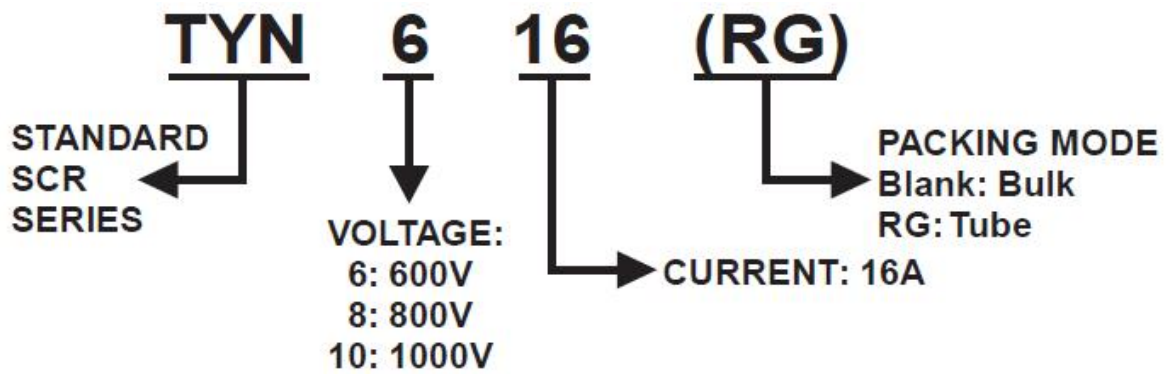 TYN 6 16 (RG)
STANDARD
SCR
SERIES
VOLTAGE:
6: 600V
8: 800V
10: 1000V
CURRENT: 16A
PACKING MODE
Blank: Bulk
RG: Tube